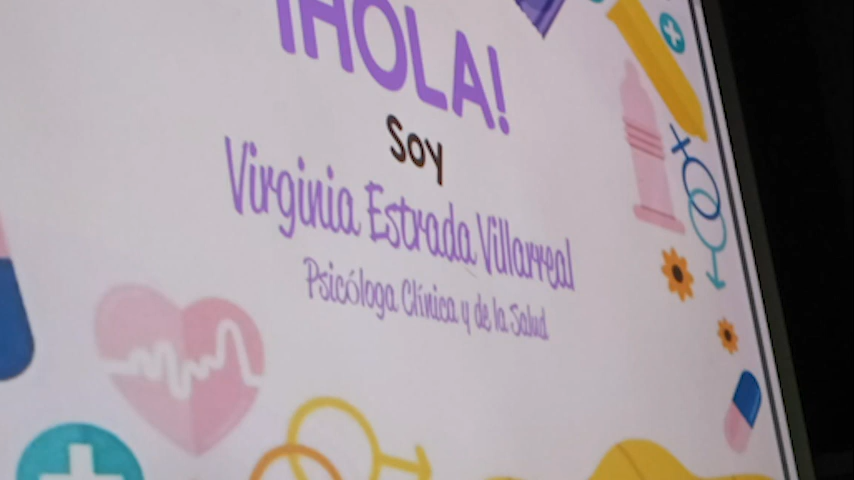 ¡HOLA!
Soy
Virginia Estrada Villarreal
Psicóloga Clínica y de la Salud